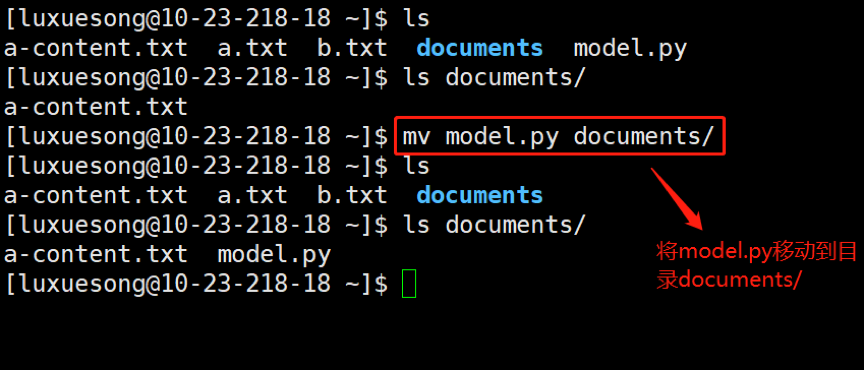 [luxuesong@10-23-218-18 ~]$ ls
a-content.txt  a.txt  b.txt  documents  model.py
[luxuesong@10-23-218-18 ~]$ ls documents/
a-content.txt
[luxuesong@10-23-218-18 ~]$ mv model.py documents/
[luxuesong@10-23-218-18 ~]$ ls
a-content.txt  a.txt  b.txt  documents
[luxuesong@10-23-218-18 ~]$ ls documents/
a-content.txt  model.py
[luxuesong@10-23-218-18 ~]$
将model.py移动到目
录documents/